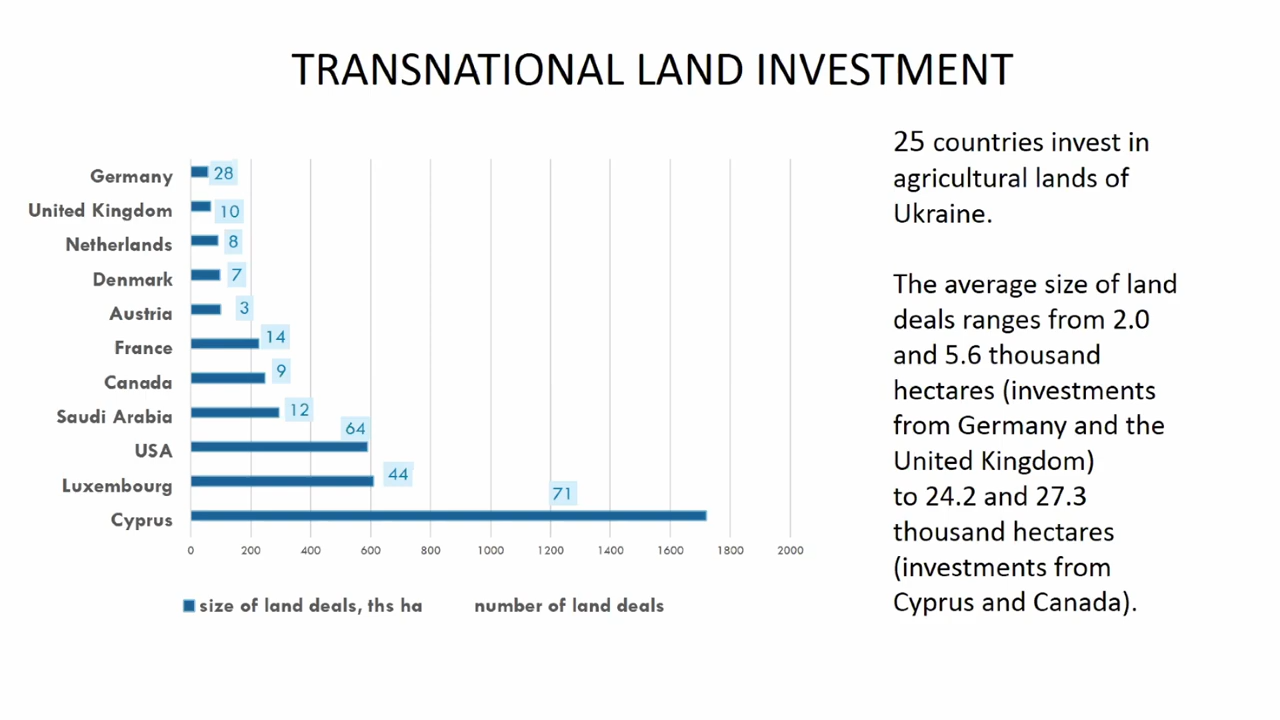 TRANSNATIONAL LAND INVESTMENT
Germany 28
United Kingdom 10
Netherlands 8
Denmark 7
Austria 3
France 14
Canada 9
Saudi Arabia 12
USA 64
Luxembourg 44
Cyprus 71
0 200 400 600 800 1000 1200 1400 1600 1800 2000
size of land deals, ths ha number of land deals
25 countries invest in
agricultural lands of
Ukraine.
The average size of land
deals ranges from 2.0
and 5.6 thousand
hectares (investments
from Germany and the
United Kingdom)
to 24.2 and 27.3
thousand hectares
(investments from
Cyprus and Canada).